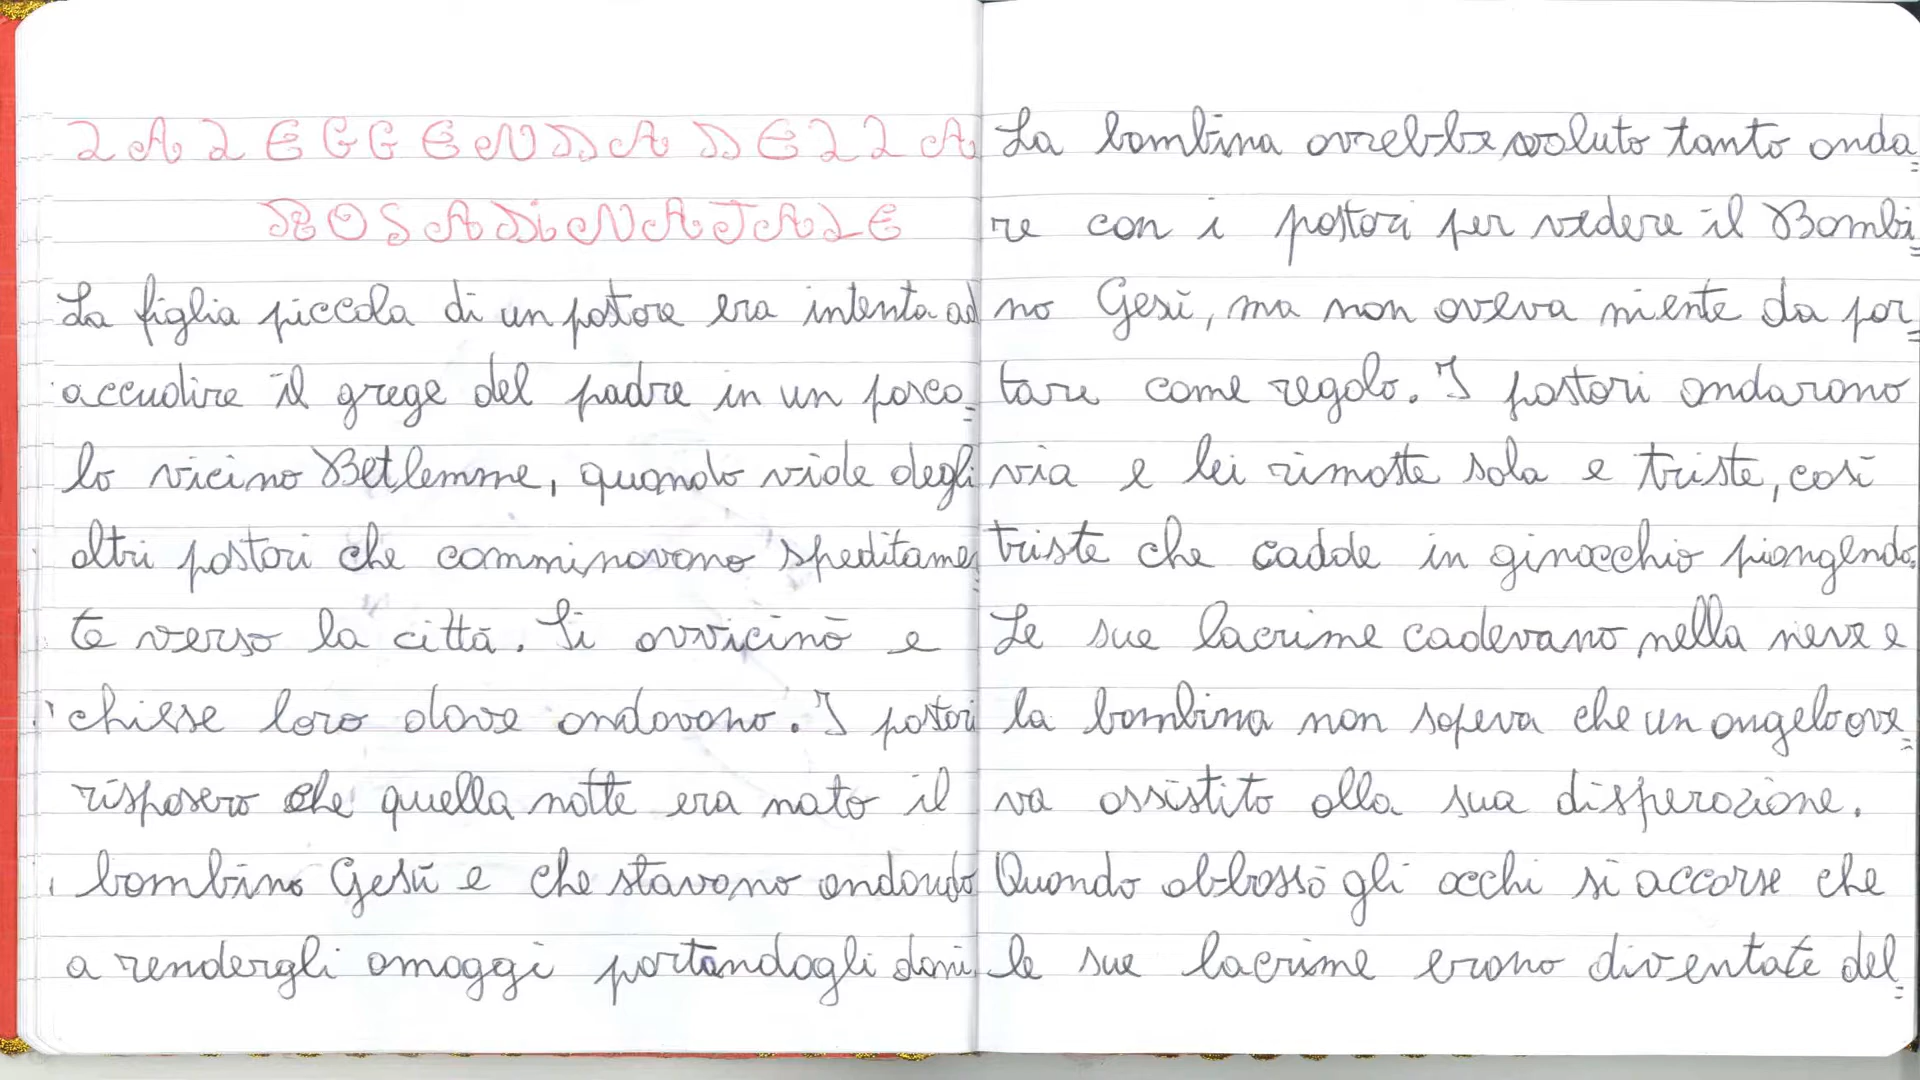 LA LEGGENDA DELLA
ROSA DI NATALE
La figlia piccola di un pastore era intenta ad
accudire il grege del padre in un pasco=
lo vicino Betlemme, quando vide degli
altri pastori che camminavano speditame=
te verso la città. Si avvicinò e
chiese loro dove andavano. I pastori
risposero che quella notte era nato il
bambino Gesù e che stavano andando
a rendergli omaggi portandogli doni.
La bambina avrebbe voluto tanto anda=
re con i pastori per vedere il Bambi=
no Gesù, ma non aveva niente da por=
tare come regalo. I pastori andarono
via e lei rimaste sola e triste, così
triste che cadde in ginocchio piangendo.
Le sue lacrime cadevano nella neve e
la bambina non sapeva che un angelo ave=
va assistito alla sua disperazione.
Quando abbassò gli occhi si accorse che
le sue lacrime erano diventate del=